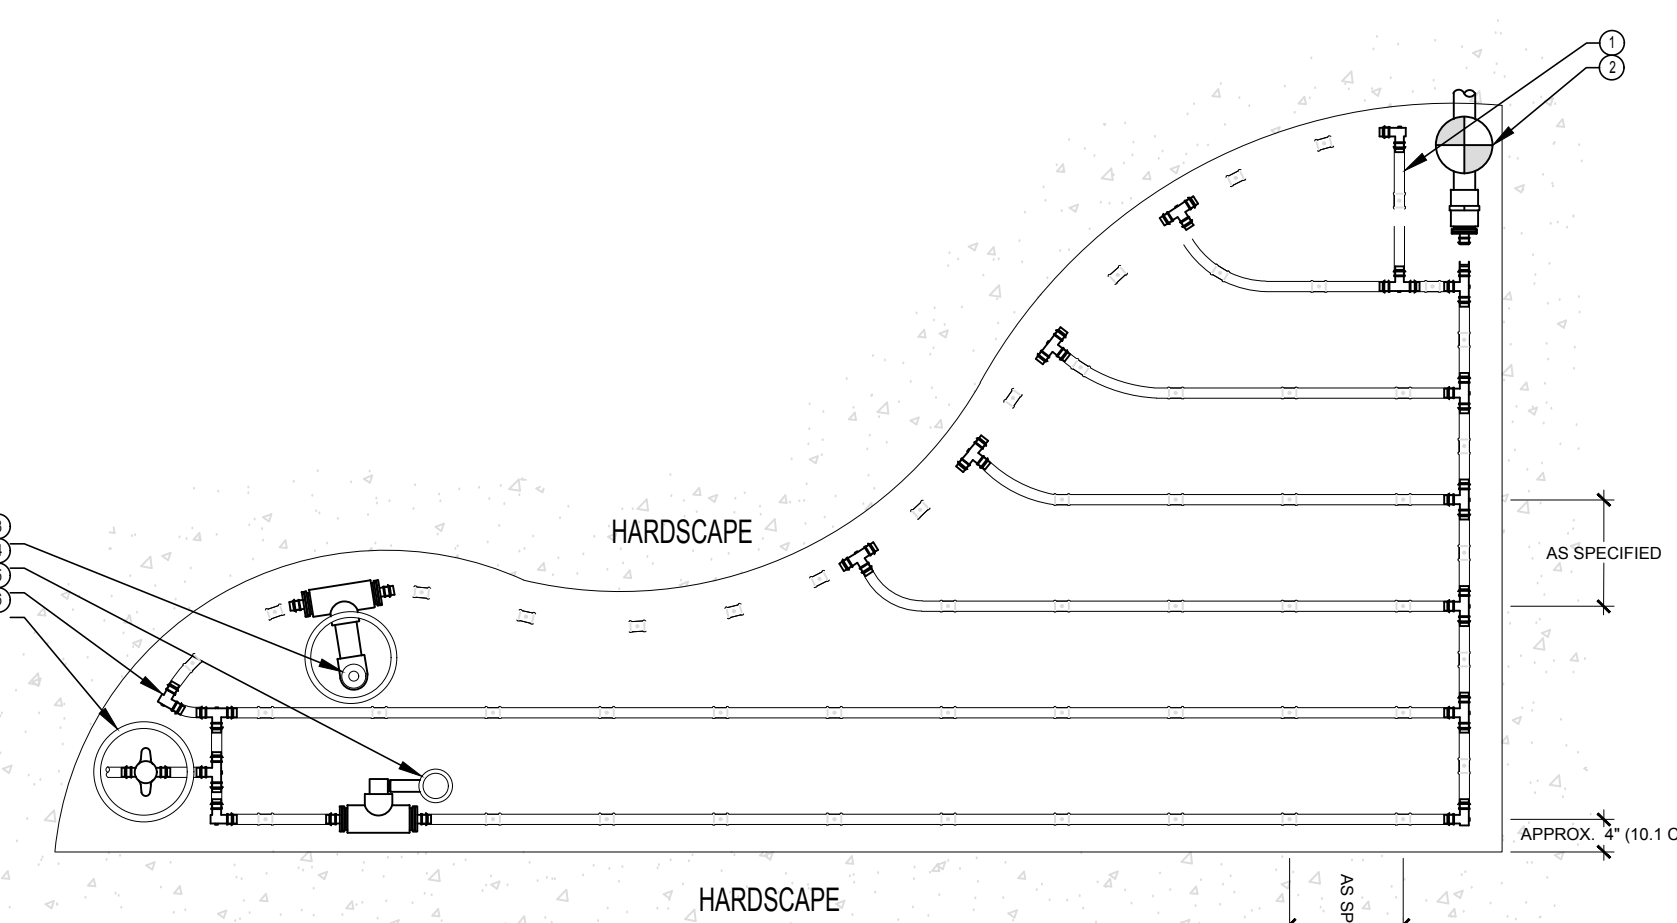 1
2
HARDSCAPE
AS SPECIFIED
APPROX. 4" (10.1 C
HARDSCAPE
AS SP